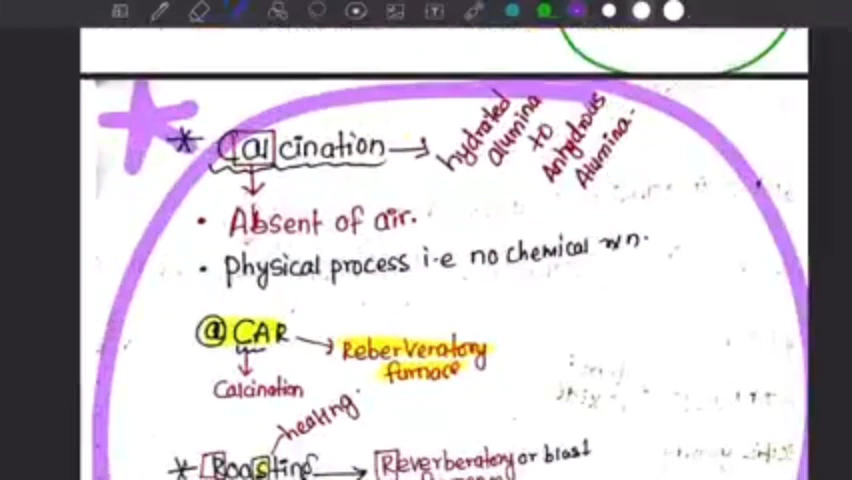 * Calcination → hydrated alumina to Anhydrous Alumina.
• Absent of air.
• Physical process i.e no chemical rxn.
@ CAR → Reberveratory furnace
Calcination
heating
* Roasting → Reverberatory or blast